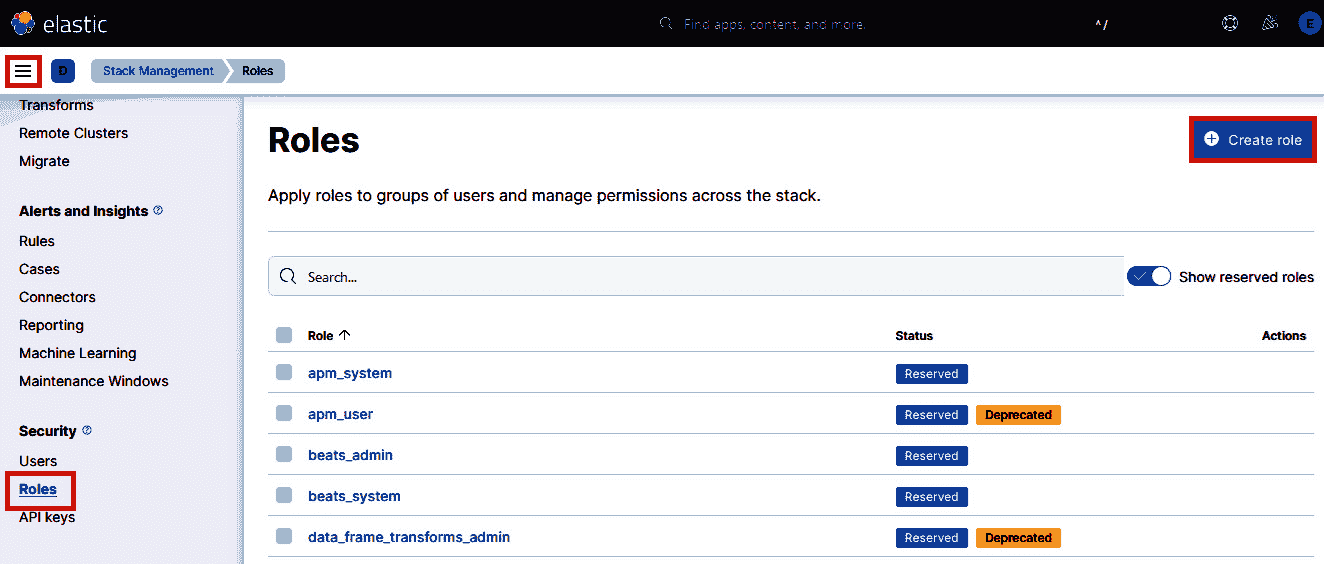 elastic
Find apps, content, and more.
^/
E
D
Stack Management
Roles
Transforms
Remote Clusters
Migrate
Alerts and Insights
Rules
Cases
Connectors
Reporting
Machine Learning
Maintenance Windows
Security
Users
Roles
API keys
Roles
Create role
Apply roles to groups of users and manage permissions across the stack.
Search...
Show reserved roles
Role Status Actions
apm_system Reserved
apm_user Reserved Deprecated
beats_admin Reserved
beats_system Reserved
data_frame_transforms_admin Reserved Deprecated